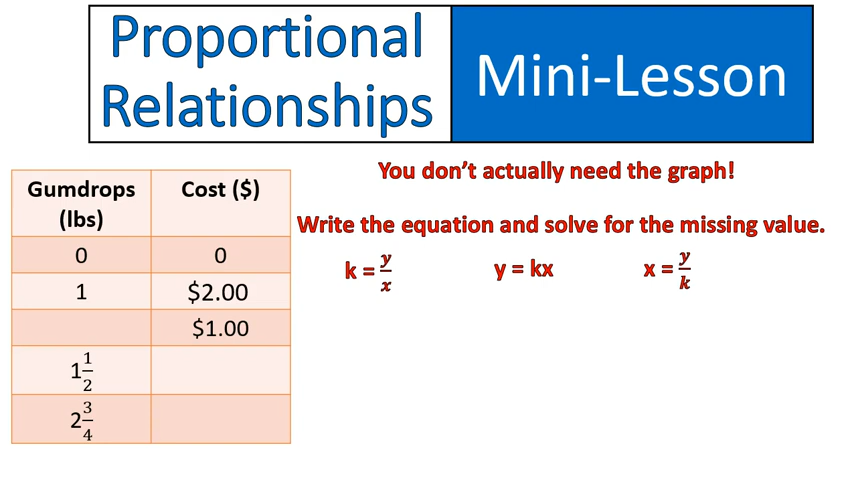 Proportional
Relationships
Mini-Lesson
You don't actually need the graph!
Write the equation and solve for the missing value.
k = y/x y = kx x = y/k
Gumdrops (lbs) Cost ($)
0 0
1 $2.00
$1.00
1 1/2
2 3/4